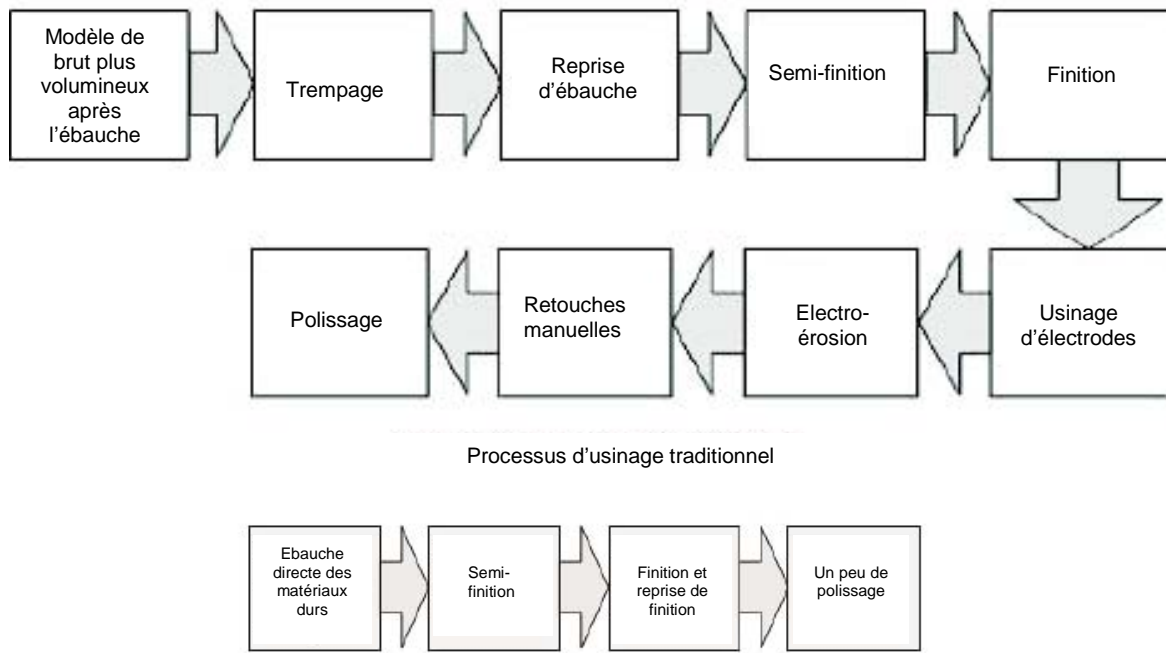 Modèle de
brut plus
volumineux
après
l’ébauche
Trempage
Reprise
d’ébauche
Semi-finition
Finition
Usinage
d’électrodes
Electro-
érosion
Retouches
manuelles
Polissage
Processus d’usinage traditionnel
Ebauche
directe des
matériaux
durs
Semi-
finition
Finition et
reprise de
finition
Un peu de
polissage